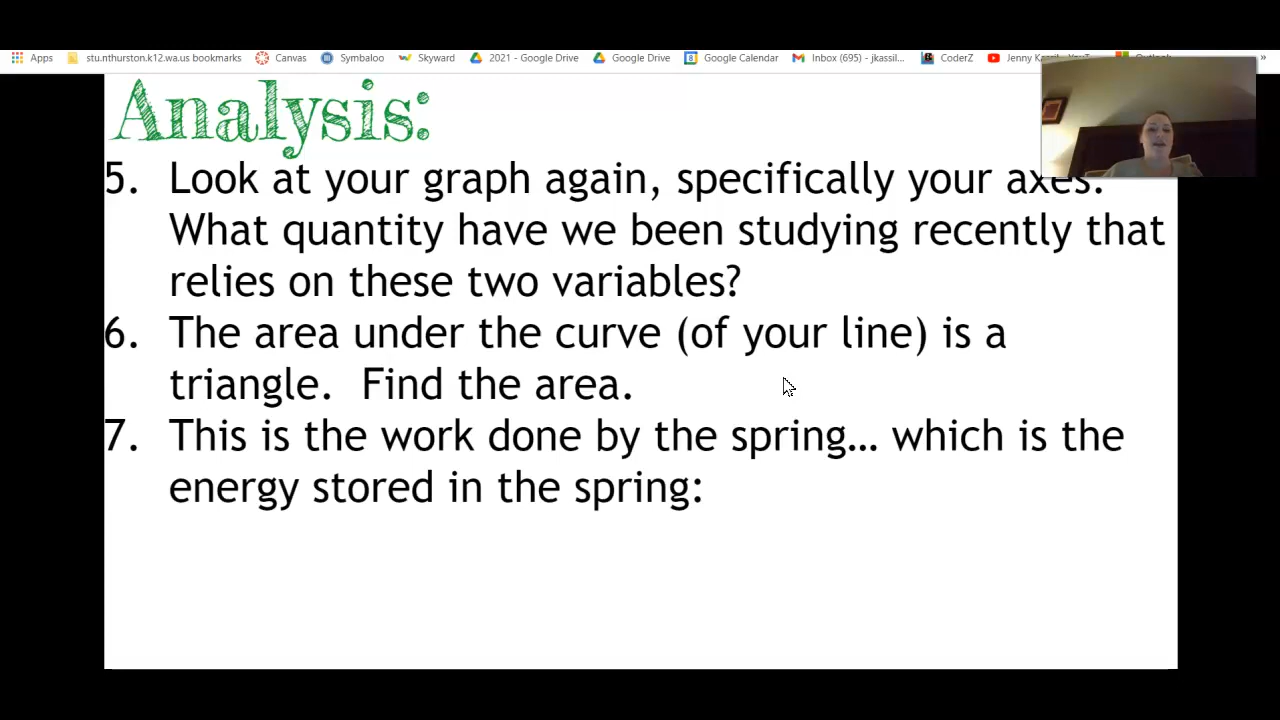 Apps stu.nthurston.k12.wa.us bookmarks Canvas Symbaloo Skyward 2021 - Google Drive Google Drive Google Calendar Inbox (695) - jkassil... CoderZ Jenny »
Analysis:
5. Look at your graph again, specifically your axes.
What quantity have we been studying recently that
relies on these two variables?
6. The area under the curve (of your line) is a
triangle. Find the area.
7. This is the work done by the spring… which is the
energy stored in the spring: